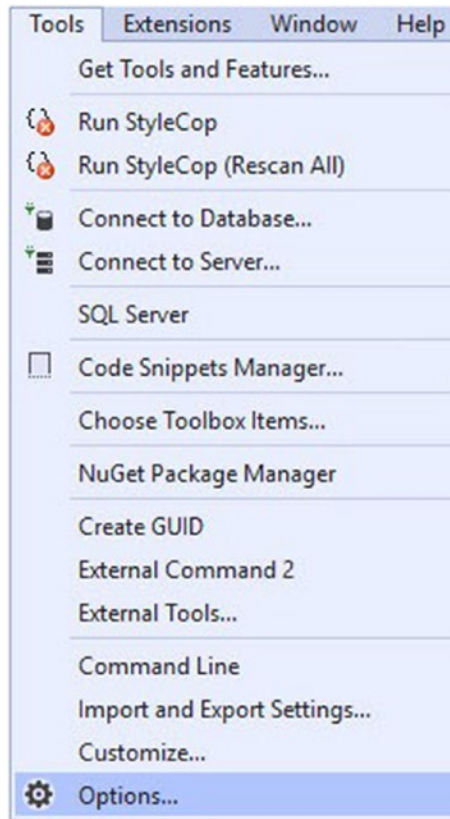 Tools Extensions Window Help
Get Tools and Features...
Run StyleCop
Run StyleCop (Rescan All)
Connect to Database...
Connect to Server...
SQL Server
Code Snippets Manager...
Choose Toolbox Items...
NuGet Package Manager
Create GUID
External Command 2
External Tools...
Command Line
Import and Export Settings...
Customize...
Options...